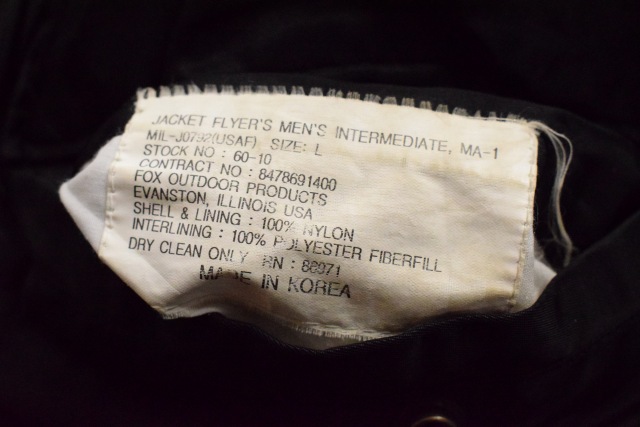 JACKET FLYER'S MEN'S INTERMEDIATE, MA-1
MIL-J0792(USAF) SIZE: L
STOCK NO : 60-10
CONTRACT NO : 8478691400
FOX OUTDOOR PRODUCTS
EVANSTON, ILLINOIS USA
SHELL & LINING : 100% NYLON
INTERLINING : 100% POLYESTER FIBERFILL
DRY CLEAN ONLY RN : 86971
MADE IN KOREA